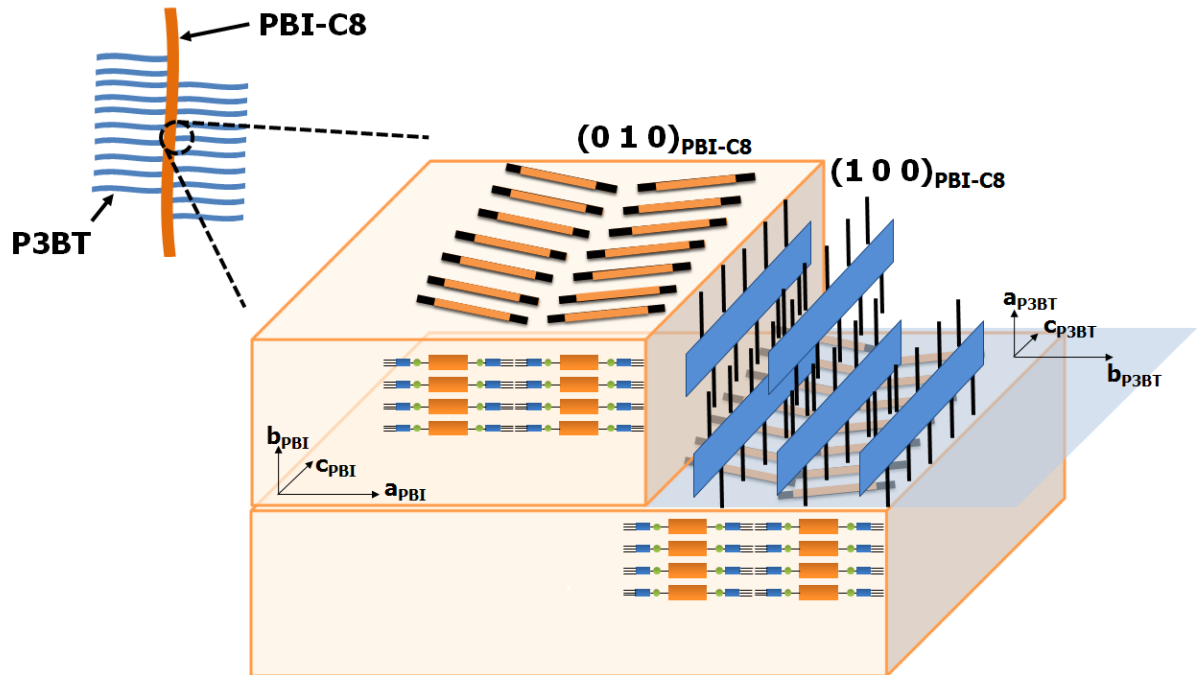 PBI-C8
P3BT
(0 1 0)PBI-C8
(1 0 0)PBI-C8
aP3BT
cP3BT
bP3BT
bPBI
cPBI
aPBI